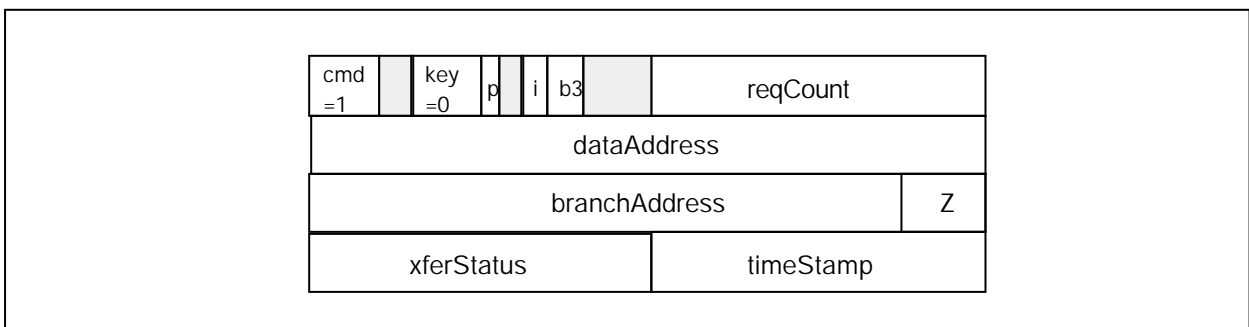 cmd =1 key =0 p i b3 reqCount
dataAddress
branchAddress Z
xferStatus timeStamp